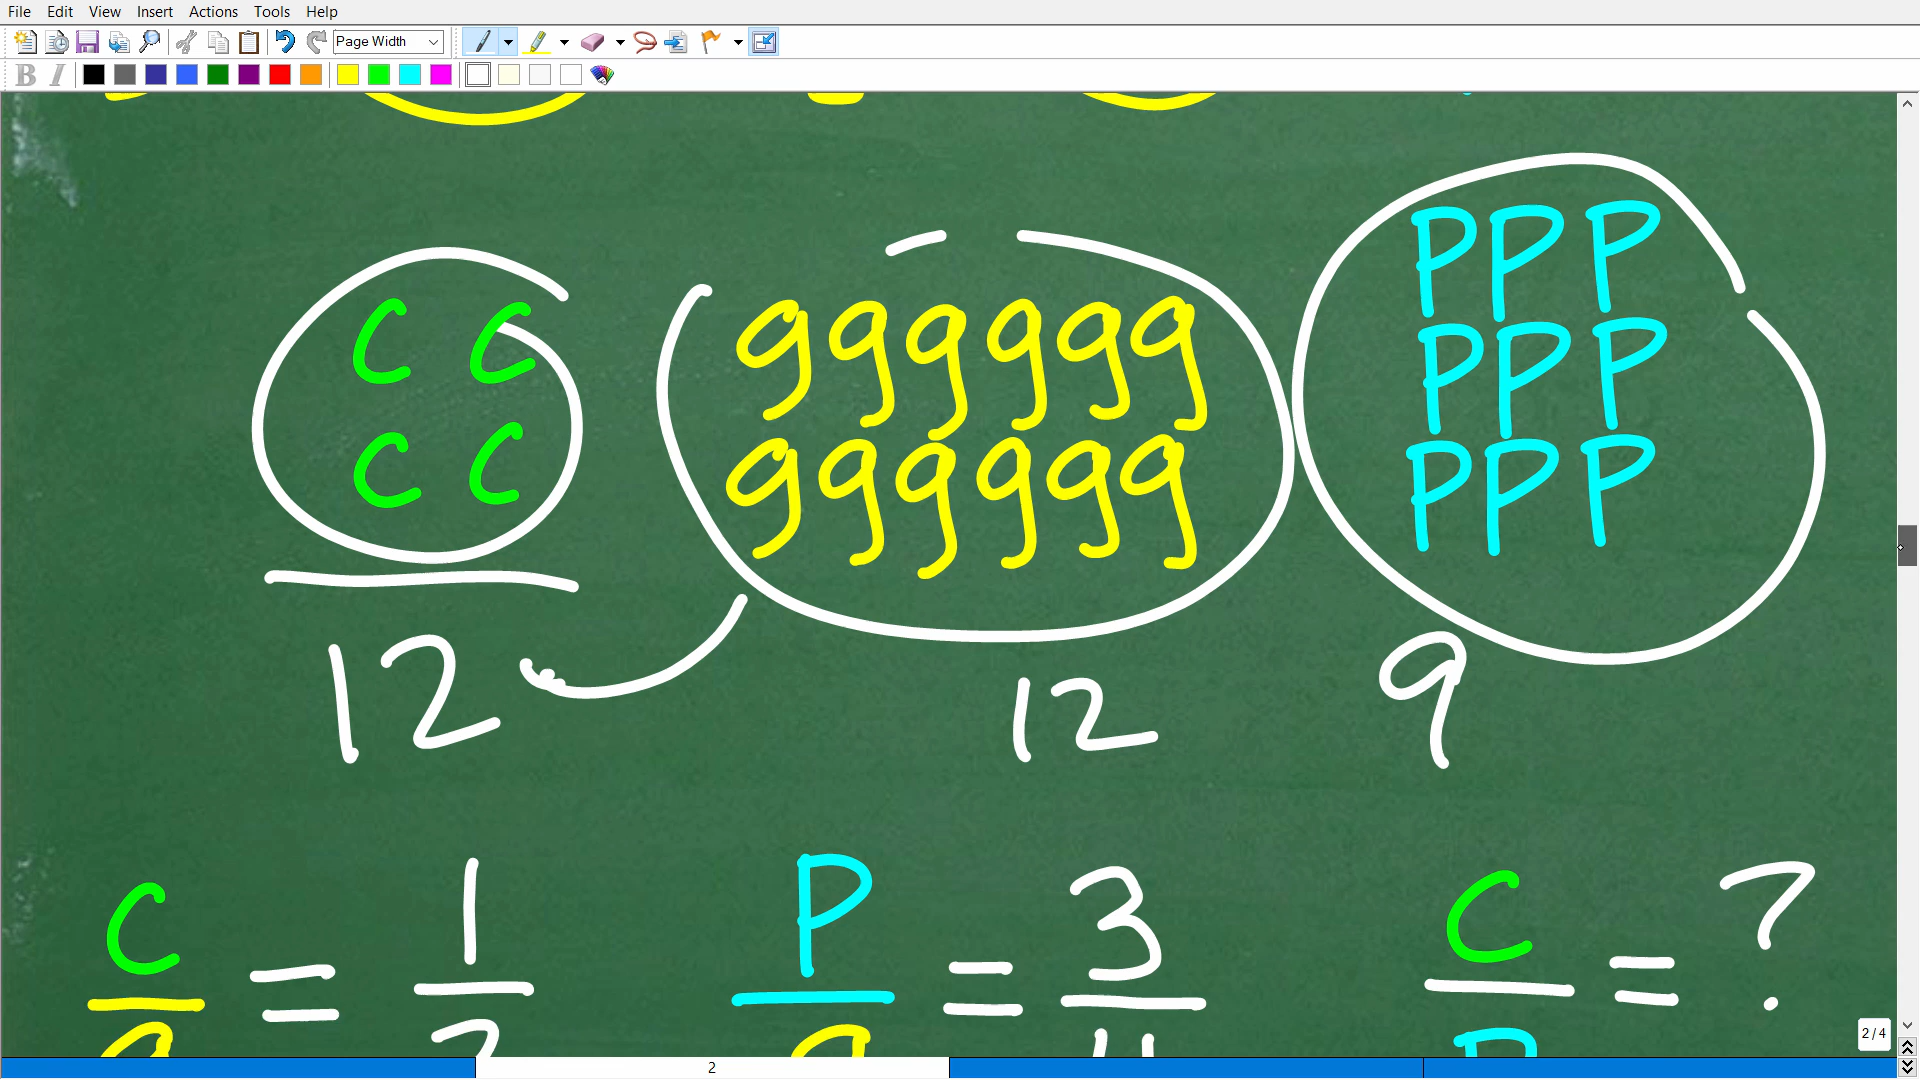 File Edit View Insert Actions Tools Help
Page Width
B I
P P P
C C g g g g g g P P P
C C g g g g g g P P P
12 12 9
C = 1 P = 3 C = ?
2 / 4
2